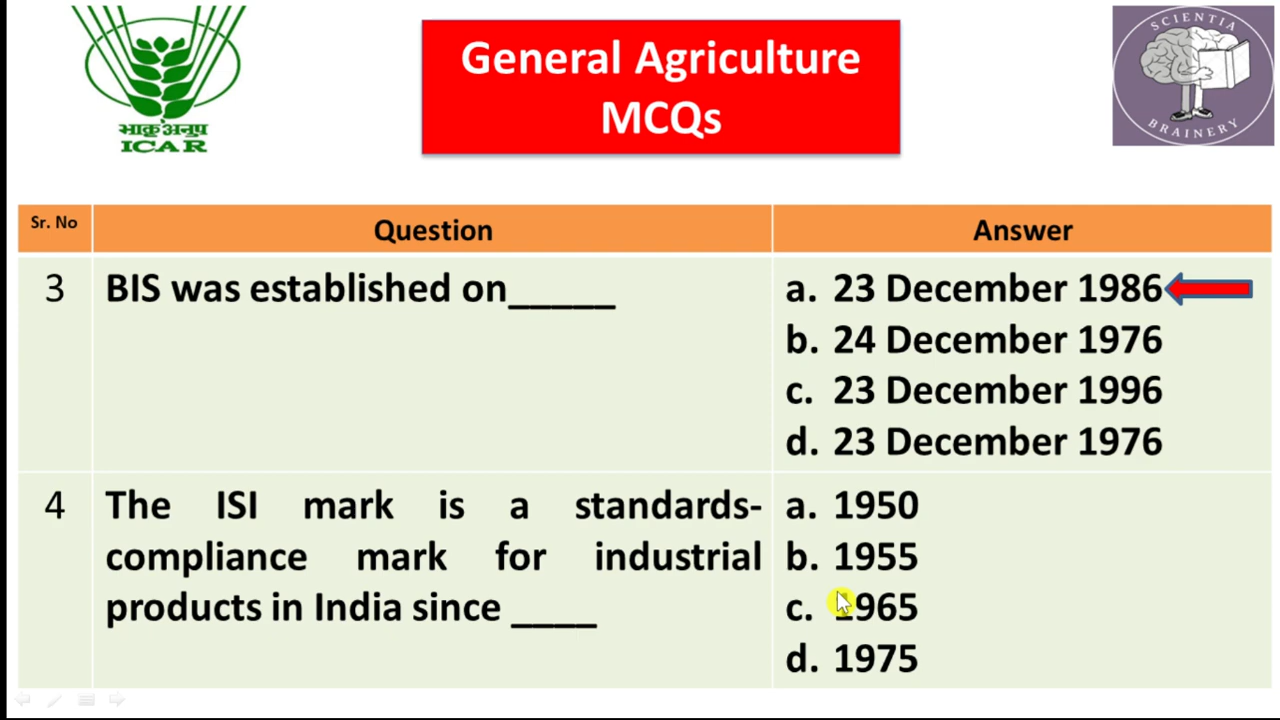 भाकृअनुप
ICAR
General Agriculture
MCQs
SCIENTIA
BRAINERY
Sr. No Question Answer
3 BIS was established on_____ a. 23 December 1986
b. 24 December 1976
c. 23 December 1996
d. 23 December 1976
4 The ISI mark is a standards- a. 1950
compliance mark for industrial b. 1955
products in India since ____ c. 1965
d. 1975